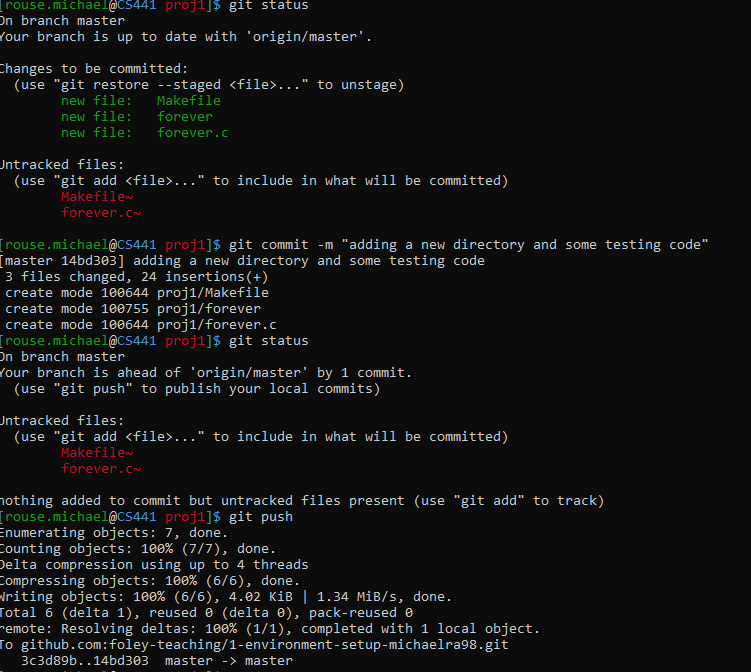 [rouse.michael@CS441 proj1]$ git status
On branch master
Your branch is up to date with 'origin/master'.

Changes to be committed:
  (use "git restore --staged <file>..." to unstage)
        new file:   Makefile
        new file:   forever
        new file:   forever.c

Untracked files:
  (use "git add <file>..." to include in what will be committed)
        Makefile~
        forever.c~

[rouse.michael@CS441 proj1]$ git commit -m "adding a new directory and some testing code"
[master 14bd303] adding a new directory and some testing code
 3 files changed, 24 insertions(+)
 create mode 100644 proj1/Makefile
 create mode 100755 proj1/forever
 create mode 100644 proj1/forever.c
[rouse.michael@CS441 proj1]$ git status
On branch master
Your branch is ahead of 'origin/master' by 1 commit.
  (use "git push" to publish your local commits)

Untracked files:
  (use "git add <file>..." to include in what will be committed)
        Makefile~
        forever.c~

nothing added to commit but untracked files present (use "git add" to track)
[rouse.michael@CS441 proj1]$ git push
Enumerating objects: 7, done.
Counting objects: 100% (7/7), done.
Delta compression using up to 4 threads
Compressing objects: 100% (6/6), done.
Writing objects: 100% (6/6), 4.02 KiB | 1.34 MiB/s, done.
Total 6 (delta 1), reused 0 (delta 0), pack-reused 0
remote: Resolving deltas: 100% (1/1), completed with 1 local object.
To github.com:foley-teaching/1-environment-setup-michaelra98.git
   3c3d89b..14bd303  master -> master